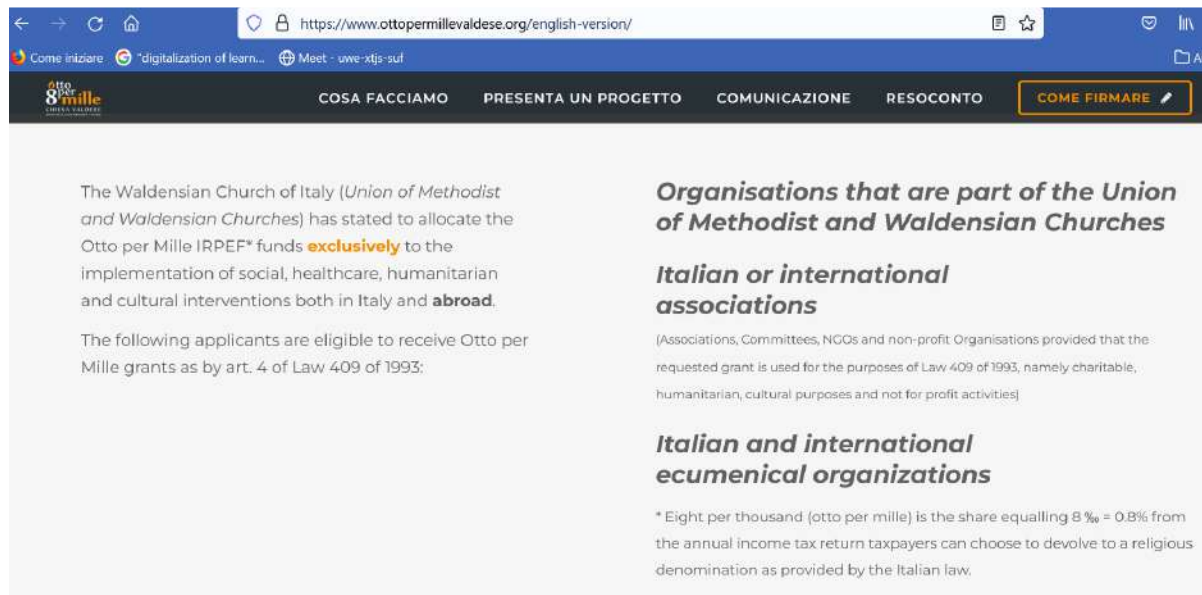 https://www.ottopermillevaldese.org/english-version/
Come iniziare "digitalization of learn... Meet - uwe-xtjs-suf
otto
8 per
mille
COSA FACCIAMO PRESENTA UN PROGETTO COMUNICAZIONE RESOCONTO COME FIRMARE
The Waldensian Church of Italy (Union of Methodist
and Waldensian Churches) has stated to allocate the
Otto per Mille IRPEF* funds exclusively to the
implementation of social, healthcare, humanitarian
and cultural interventions both in Italy and abroad.
The following applicants are eligible to receive Otto per
Mille grants as by art. 4 of Law 409 of 1993:
Organisations that are part of the Union
of Methodist and Waldensian Churches
Italian or international
associations
(Associations, Committees, NGOs and non-profit Organisations provided that the
requested grant is used for the purposes of Law 409 of 1993, namely charitable,
humanitarian, cultural purposes and not for profit activities)
Italian and international
ecumenical organizations
* Eight per thousand (otto per mille) is the share equalling 8 ‰ = 0.8% from
the annual income tax return taxpayers can choose to devolve to a religious
denomination as provided by the Italian law.